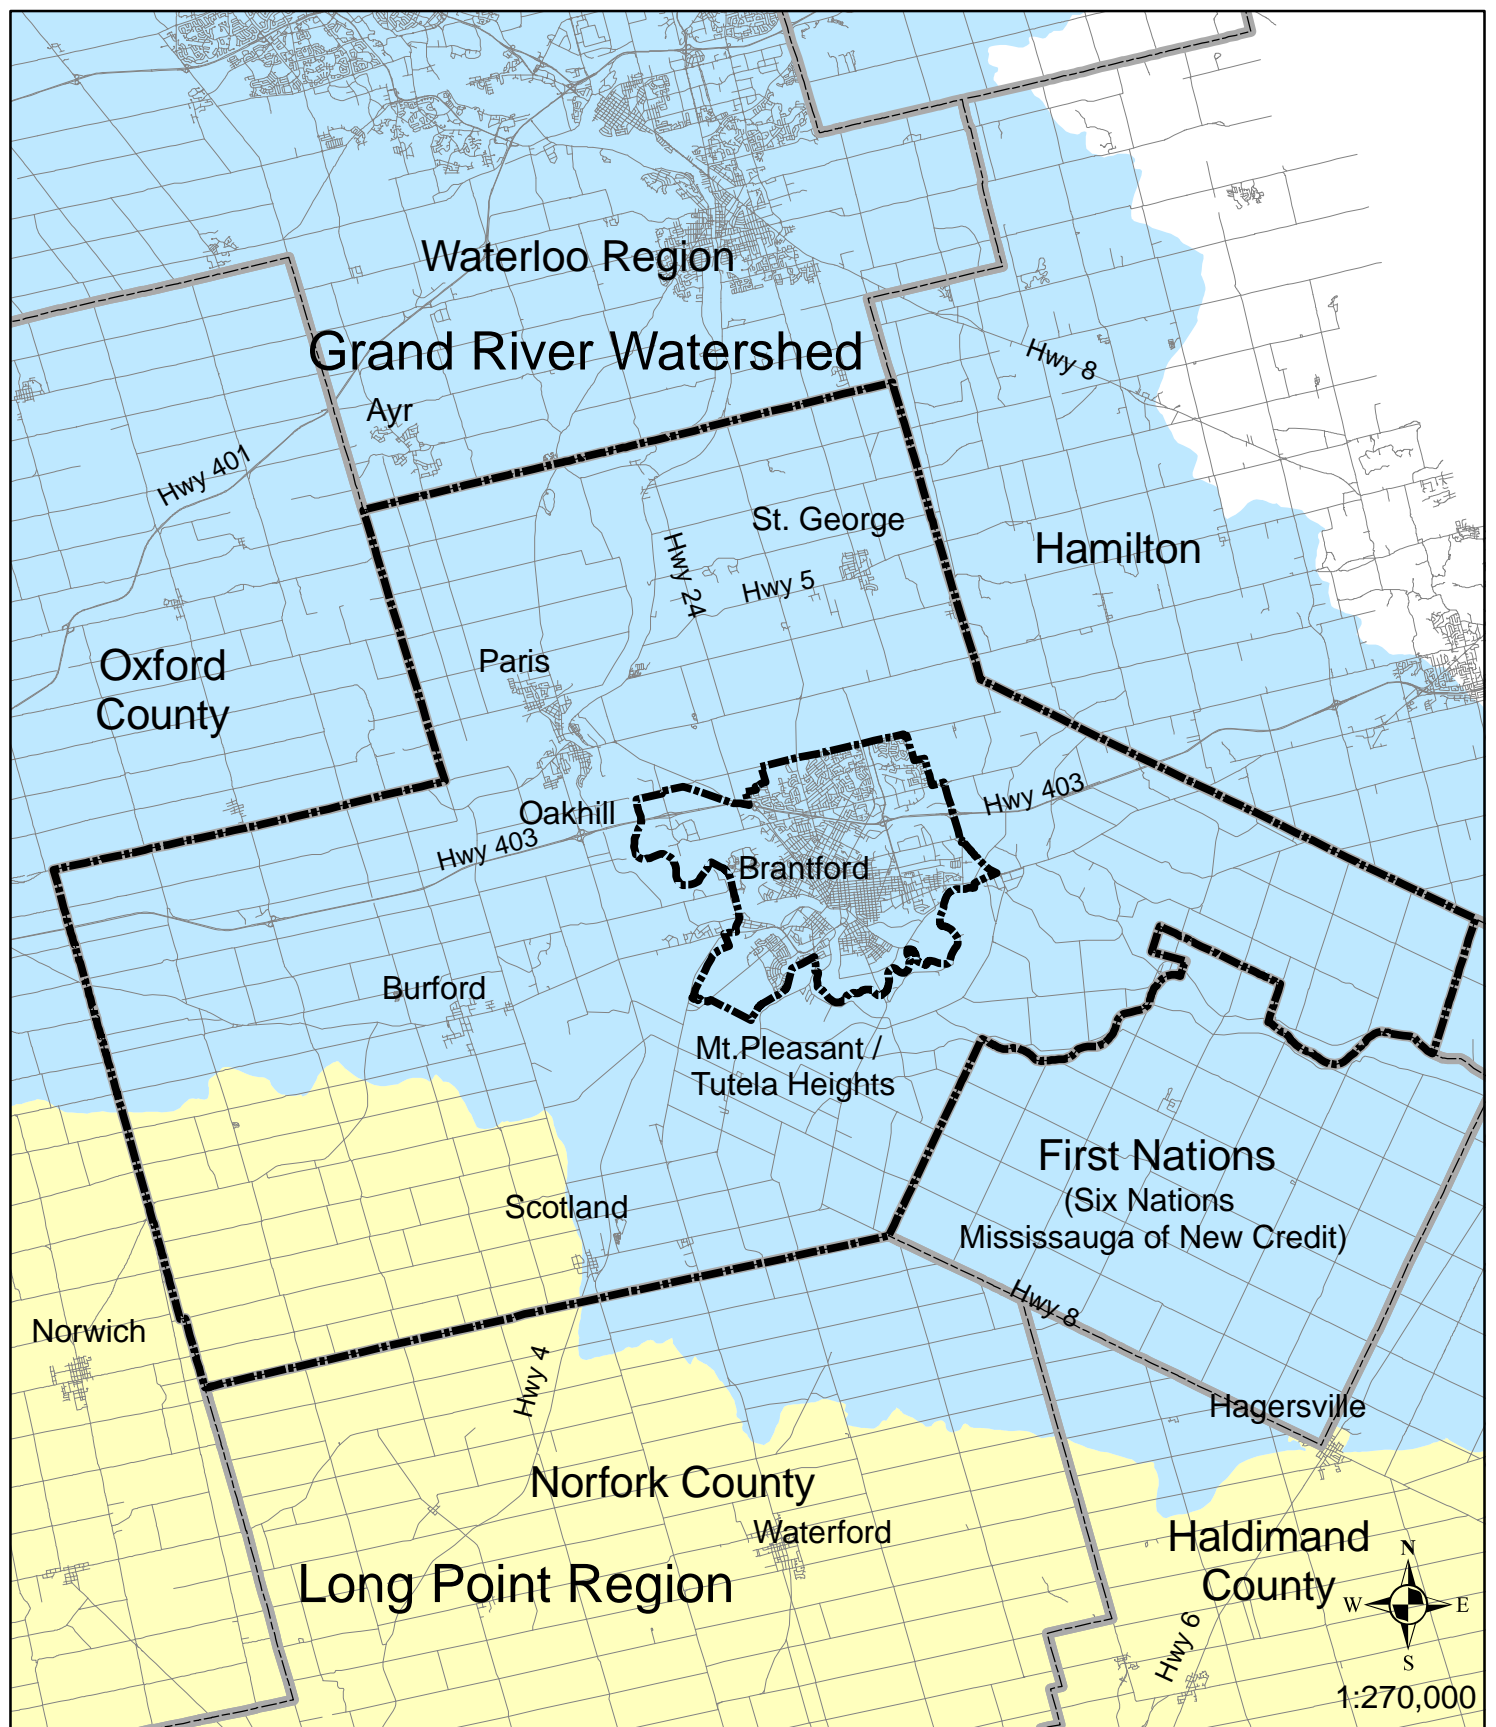 Waterloo Region
Grand River Watershed
Hwy 8
Ayr
Hwy 401
St. George
Hwy 24
Hwy 5
Hamilton
Oxford
County
Paris
Oakhill
Hwy 403
Hwy 403
Brantford
Burford
Mt.Pleasant /
Tutela Heights
First Nations
(Six Nations
Mississauga of New Credit)
Scotland
Hwy 8
Norwich
Hwy 4
Hagersville
Norfork County
Waterford
Long Point Region
Haldimand
County
Hwy 6
N
W
E
S
1:270,000